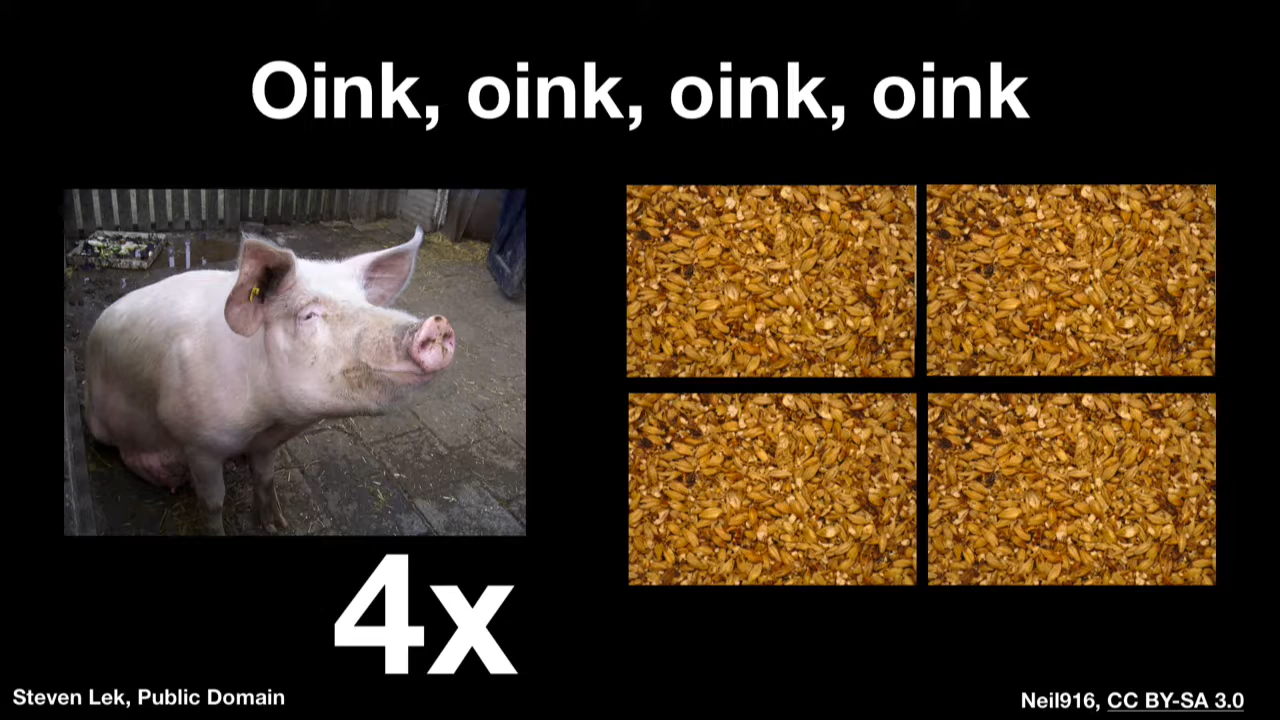 Oink, oink, oink, oink
4x
Steven Lek, Public Domain
Neil916, CC BY-SA 3.0